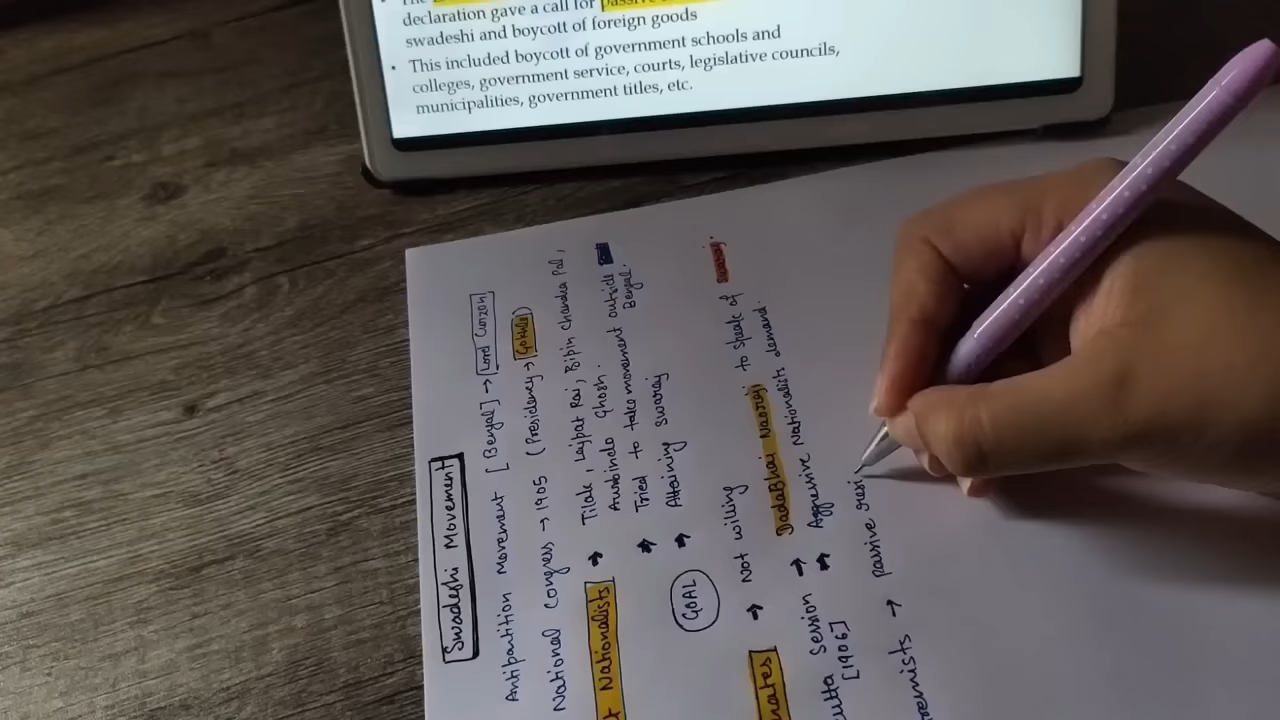 declaration gave a call for
swadeshi and boycott of foreign goods
• This included boycott of government schools and
colleges, government service, courts, legislative councils,
municipalities, government titles, etc.
Swadeshi Movement
Antipartition Movement [Bengal] → Lord Curzon
National Congress → 1905 (Presidency → Gokhle)
Nationalists → Tilak, Lajpat Rai, Bipin Chandra Pal,
Aurbindo Ghosh.
→ Tried to take movement outside
Bengal.
GOAL → Attaining swaraj
→ Not willing to speak of swaraj.
Session → DadaBhai Naoroji
[1906] → Aggressive Nationalists demand.
→ Passive resi